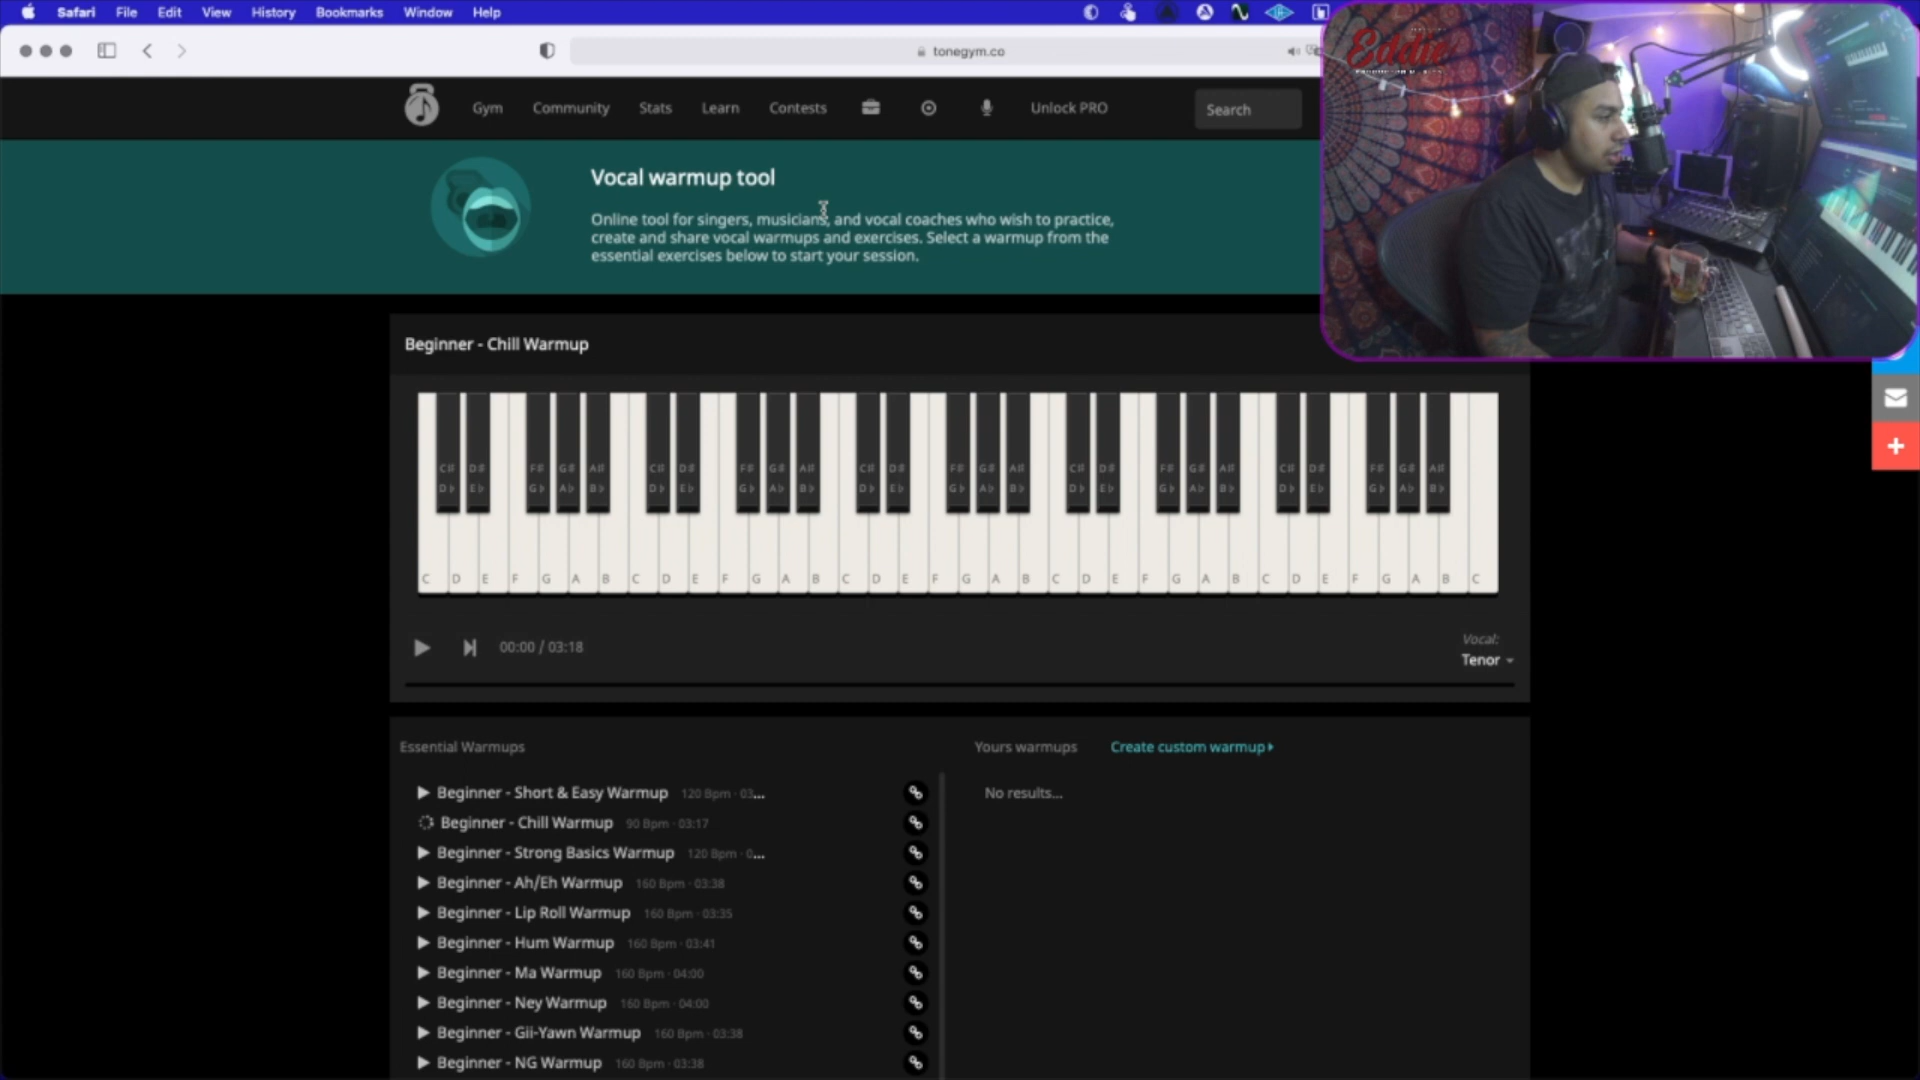 Safari File Edit View History Bookmarks Window Help
tonegym.co
Eddie
Gym Community Stats Learn Contests Unlock PRO Search
Vocal warmup tool
Online tool for singers, musicians, and vocal coaches who wish to practice,
create and share vocal warmups and exercises. Select a warmup from the
essential exercises below to start your session.
Beginner - Chill Warmup
C# D# F# G# A# C# D# F# G# A# C# D# F# G# A# C# D# F# G# A# C# D# F# G# A#
D♭ E♭ G♭ A♭ B♭ D♭ E♭ G♭ A♭ B♭ D♭ E♭ G♭ A♭ B♭ D♭ E♭ G♭ A♭ B♭ D♭ E♭ G♭ A♭ B♭
C D E F G A B C D E F G A B C D E F G A B C D E F G A B C D E F G A B C
00:00 / 03:18
Vocal:
Tenor
Essential Warmups
Beginner - Short & Easy Warmup 120 Bpm · 03...
Beginner - Chill Warmup 90 Bpm · 03:17
Beginner - Strong Basics Warmup 120 Bpm · 0...
Beginner - Ah/Eh Warmup 160 Bpm · 03:38
Beginner - Lip Roll Warmup 160 Bpm · 03:35
Beginner - Hum Warmup 160 Bpm · 03:41
Beginner - Ma Warmup 160 Bpm · 04:00
Beginner - Ney Warmup 160 Bpm · 04:00
Beginner - Gii-Yawn Warmup 160 Bpm · 03:38
Beginner - NG Warmup 160 Bpm · 03:38
Yours warmups Create custom warmup
No results...